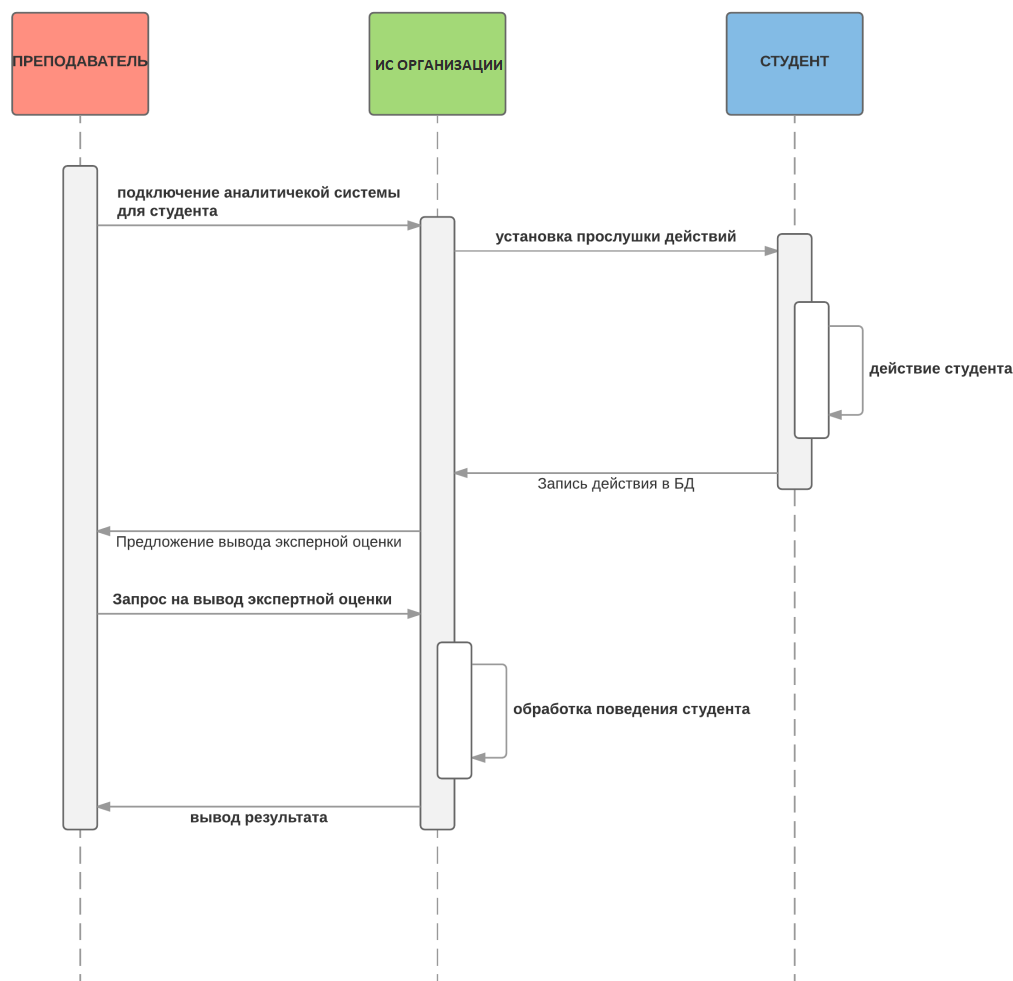 ПРЕПОДАВАТЕЛЬ
ИС ОРГАНИЗАЦИИ
СТУДЕНТ
подключение аналитичекой системы
для студента
установка прослушки действий
действие студента
Запись действия в БД
Предложение вывода эксперной оценки
Запрос на вывод экспертной оценки
обработка поведения студента
вывод результата